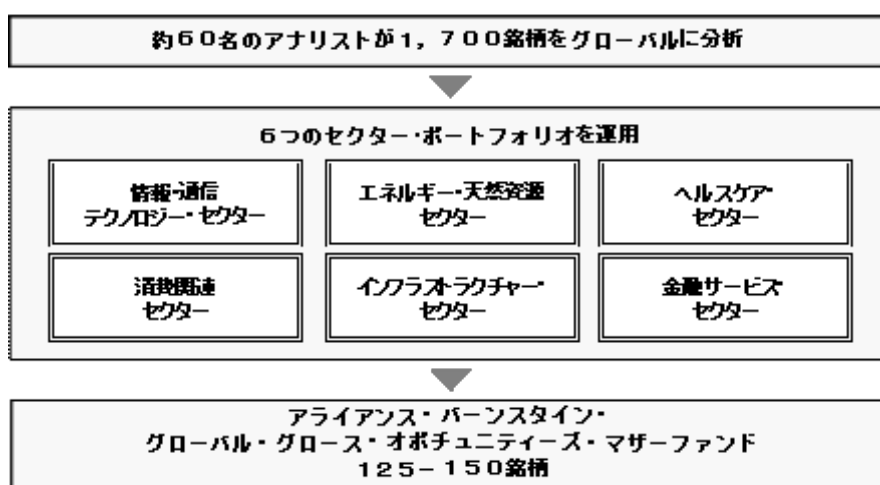 約60名のアナリストが1,700銘柄をグローバルに分析
6つのセクター・ポートフォリオを運用
情報・通信
テクノロジー・セクター
エネルギー・天然資源
セクター
ヘルスケア・
セクター
消費関連
セクター
インフラストラクチャー・
セクター
金融サービス・
セクター
アライアンス・バーンスタイン・
グローバル・グロース・オポチュニティーズ・マザーファンド
125-150銘柄